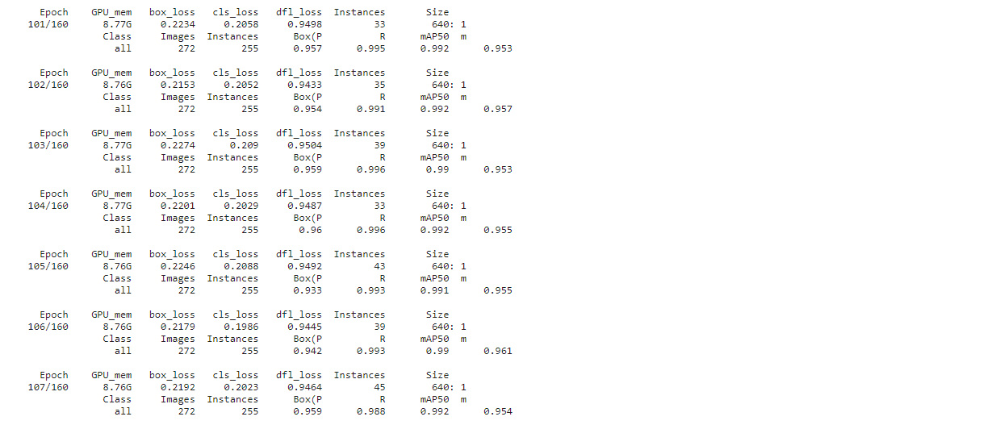 Epoch GPU_mem box_loss cls_loss dfl_loss Instances Size
101/160 8.77G 0.2234 0.2058 0.9498 33 640: 1
Class Images Instances Box(P R mAP50 m
all 272 255 0.957 0.995 0.992 0.953
Epoch GPU_mem box_loss cls_loss dfl_loss Instances Size
102/160 8.76G 0.2153 0.2052 0.9433 35 640: 1
Class Images Instances Box(P R mAP50 m
all 272 255 0.954 0.991 0.992 0.957
Epoch GPU_mem box_loss cls_loss dfl_loss Instances Size
103/160 8.77G 0.2274 0.209 0.9504 39 640: 1
Class Images Instances Box(P R mAP50 m
all 272 255 0.959 0.996 0.99 0.953
Epoch GPU_mem box_loss cls_loss dfl_loss Instances Size
104/160 8.77G 0.2201 0.2029 0.9487 33 640: 1
Class Images Instances Box(P R mAP50 m
all 272 255 0.96 0.996 0.992 0.955
Epoch GPU_mem box_loss cls_loss dfl_loss Instances Size
105/160 8.76G 0.2246 0.2088 0.9492 43 640: 1
Class Images Instances Box(P R mAP50 m
all 272 255 0.933 0.993 0.991 0.955
Epoch GPU_mem box_loss cls_loss dfl_loss Instances Size
106/160 8.76G 0.2179 0.1986 0.9445 39 640: 1
Class Images Instances Box(P R mAP50 m
all 272 255 0.942 0.993 0.99 0.961
Epoch GPU_mem box_loss cls_loss dfl_loss Instances Size
107/160 8.76G 0.2192 0.2023 0.9464 45 640: 1
Class Images Instances Box(P R mAP50 m
all 272 255 0.959 0.988 0.992 0.954